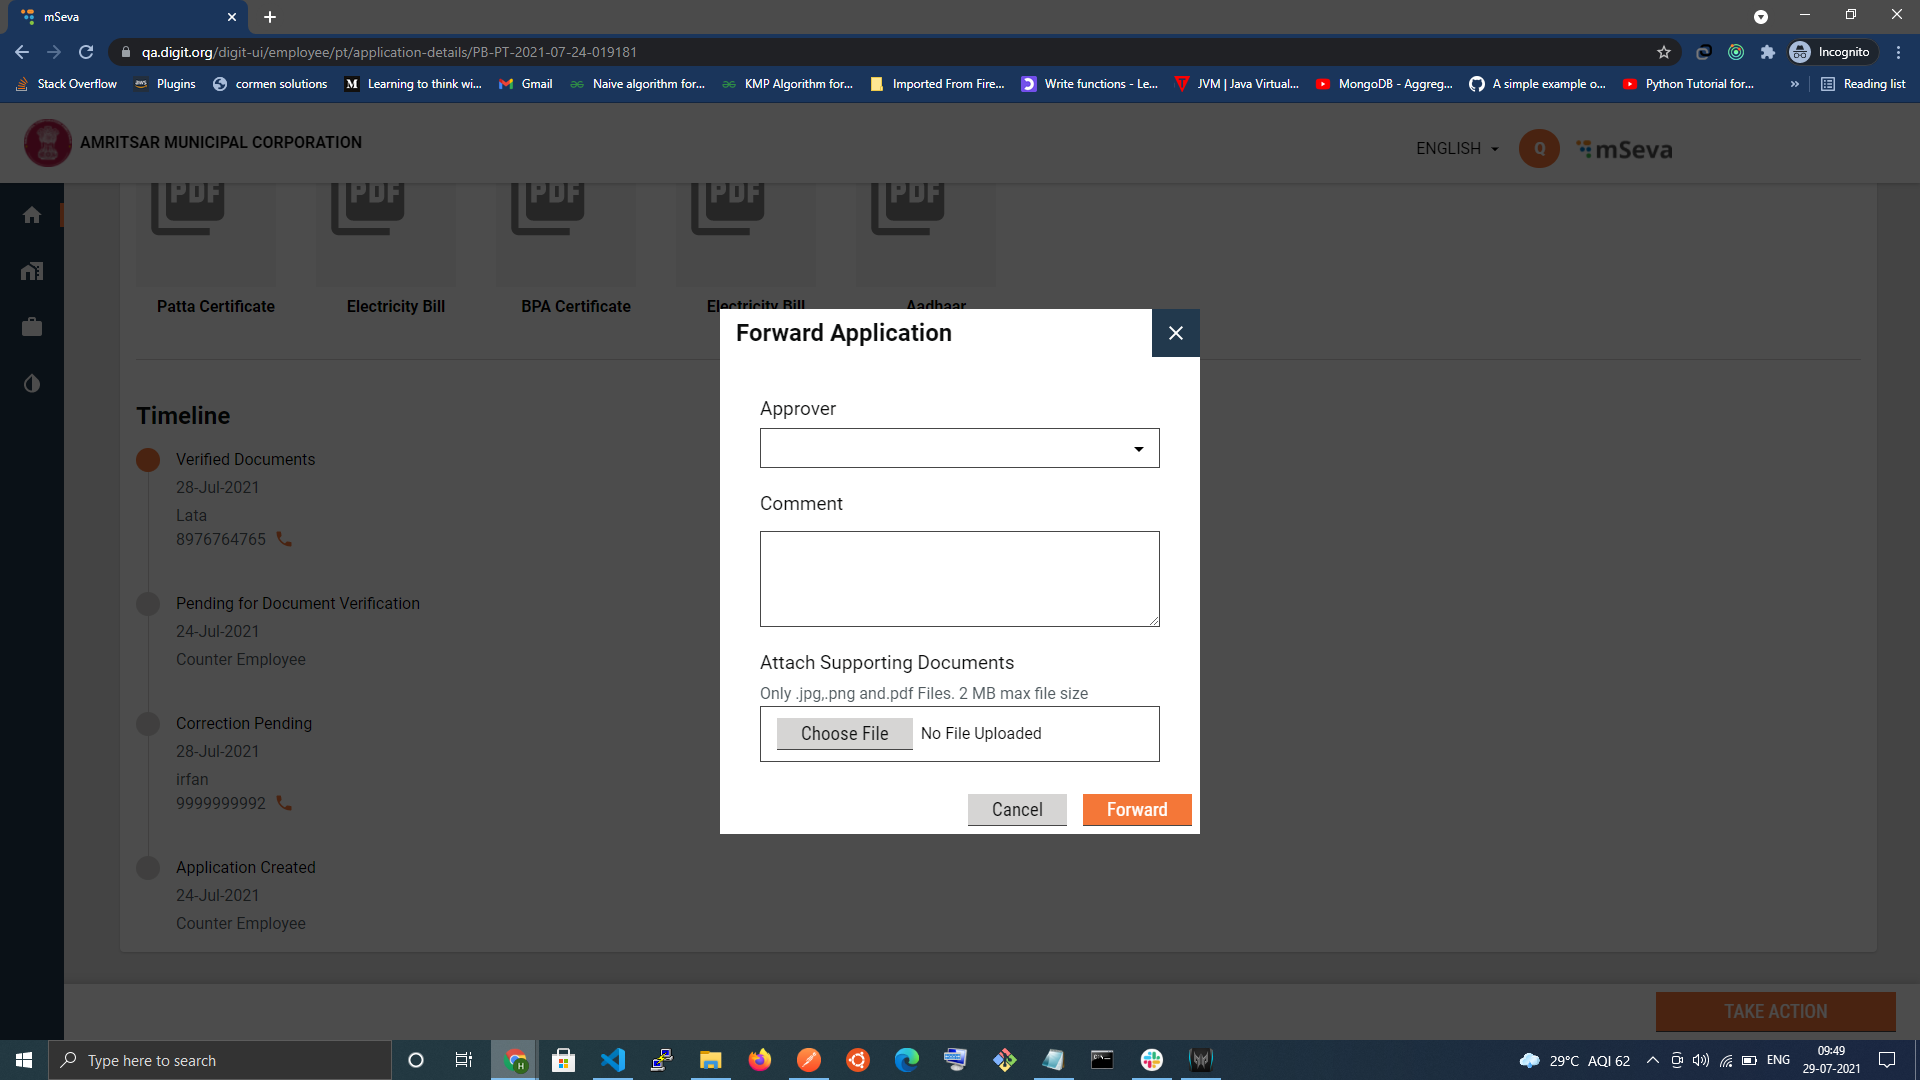 mSeva
qa.digit.org/digit-ui/employee/pt/application-details/PB-PT-2021-07-24-019181
Incognito
Stack Overflow
Plugins
cormen solutions
Learning to think wi...
Gmail
Naive algorithm for...
KMP Algorithm for...
Imported From Fire...
Write functions - Le...
JVM | Java Virtual...
MongoDB - Aggreg...
A simple example o...
Python Tutorial for...
»
Reading list
AMRITSAR MUNICIPAL CORPORATION
ENGLISH
Q
mSeva
PDF
PDF
PDF
PDF
PDF
Patta Certificate
Electricity Bill
BPA Certificate
Electricity Bill
Aadhaar
Timeline
Verified Documents
28-Jul-2021
Lata
8976764765
Pending for Document Verification
24-Jul-2021
Counter Employee
Correction Pending
28-Jul-2021
irfan
9999999992
Application Created
24-Jul-2021
Counter Employee
Forward Application
Approver
Comment
Attach Supporting Documents
Only .jpg,.png and.pdf Files. 2 MB max file size
Choose File
No File Uploaded
Cancel
Forward
TAKE ACTION
Type here to search
29°C AQI 62
ENG
09:49
29-07-2021